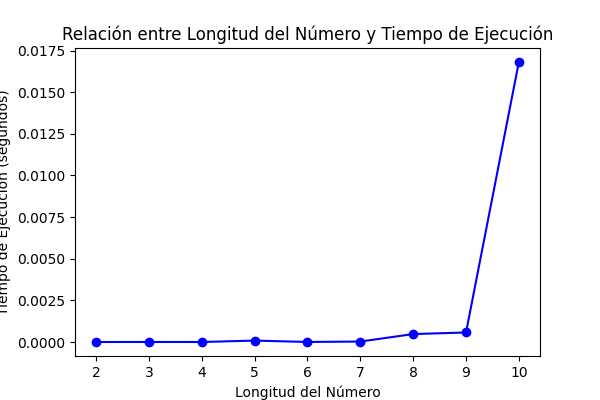 Relación entre Longitud del Número y Tiempo de Ejecución
Tiempo de Ejecución (segundos)
0.0175
0.0150
0.0125
0.0100
0.0075
0.0050
0.0025
0.0000
2 3 4 5 6 7 8 9 10
Longitud del Número